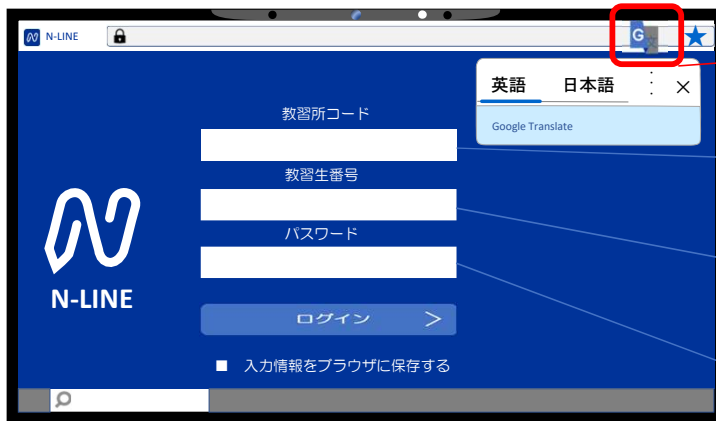 N-LINE
G 文
英語 日本語
Google Translate
教習所コード
教習生番号
パスワード
N-LINE
ログイン >
入力情報をブラウザに保存する